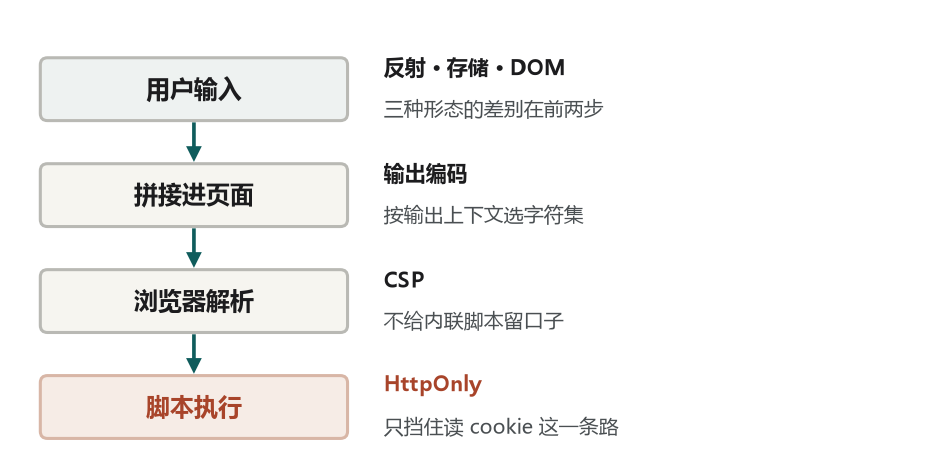 用户输入
反射・存储・DOM
三种形态的差别在前两步
拼接进页面
输出编码
按输出上下文选字符集
浏览器解析
CSP
不给内联脚本留口子
脚本执行
HttpOnly
只挡住读 cookie 这一条路